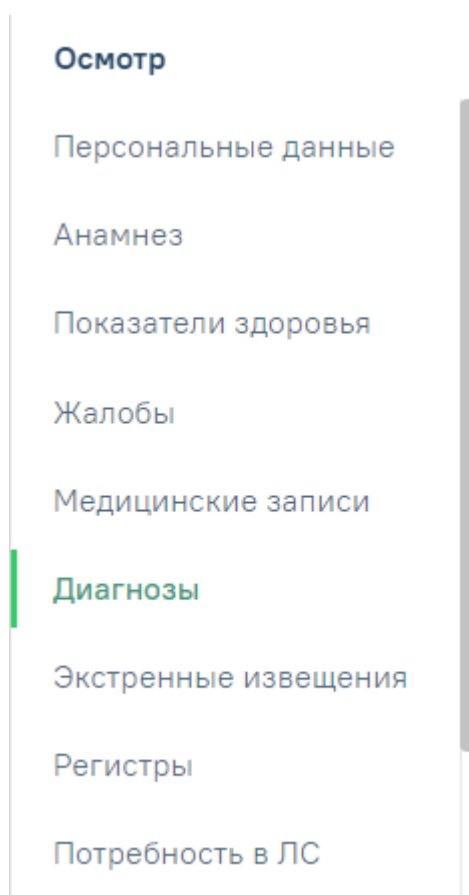 Осмотр
Персональные данные
Анамнез
Показатели здоровья
Жалобы
Медицинские записи
Диагнозы
Экстренные извещения
Регистры
Потребность в ЛС